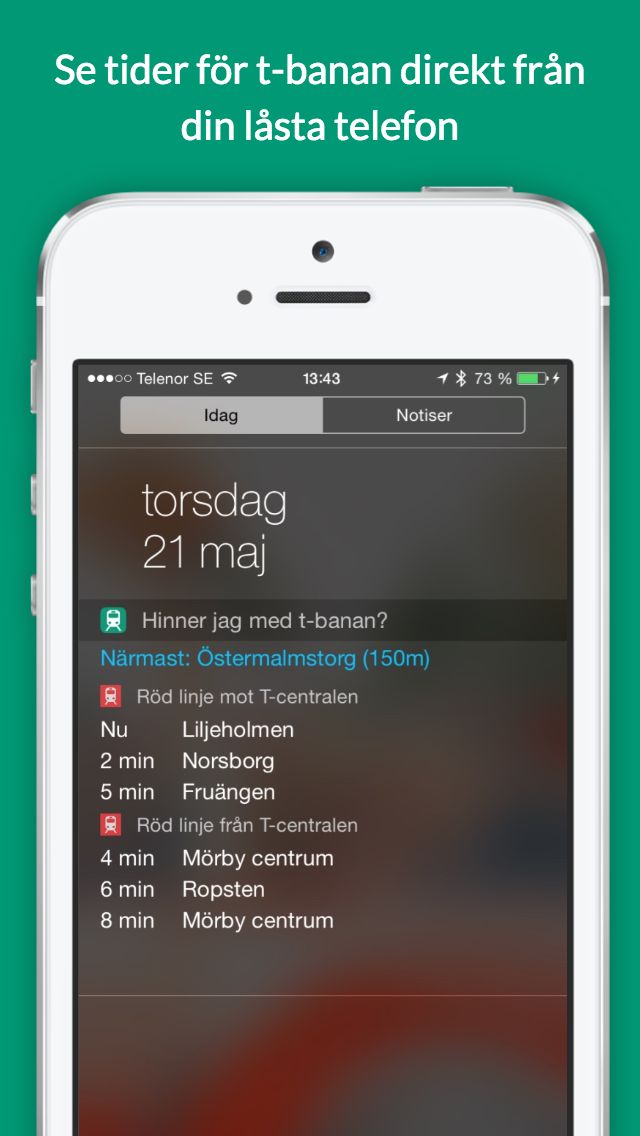 Se tider för t-banan direkt från
din låsta telefon
Telenor SE 13:43 73 %
Idag Notiser
torsdag
21 maj
Hinner jag med t-banan?
Närmast: Östermalmstorg (150m)
Röd linje mot T-centralen
Nu Liljeholmen
2 min Norsborg
5 min Fruängen
Röd linje från T-centralen
4 min Mörby centrum
6 min Ropsten
8 min Mörby centrum